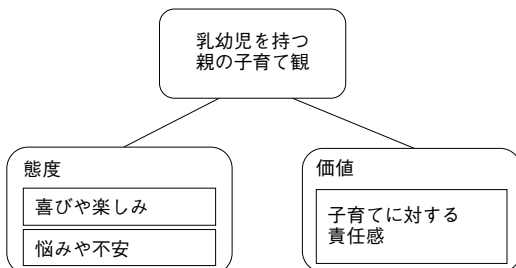 乳幼児を持つ
親の子育て観
態度
喜びや楽しみ
悩みや不安
価値
子育てに対する
責任感